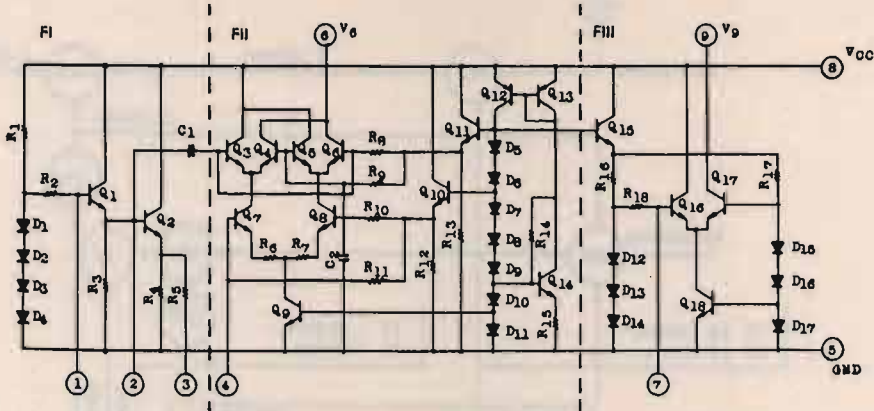 FI
FII
FIII
6 V6
9 V9
VCC
8
R1
C1
Q12
Q13
Q11
Q15
Q3
Q4
Q5
Q6
R8
D5
R16
R17
R2
Q1
R9
Q10
D6
R18
Q16
Q17
Q2
Q7
Q8
R10
D7
D1
R6
R7
C2
R13
D8
R14
D2
R3
R12
D9
D12
D15
D3
R4
R5
R11
Q14
D13
D16
D4
Q9
D10
Q18
D11
R15
D14
D17
5
GND
1
2
3
4
7